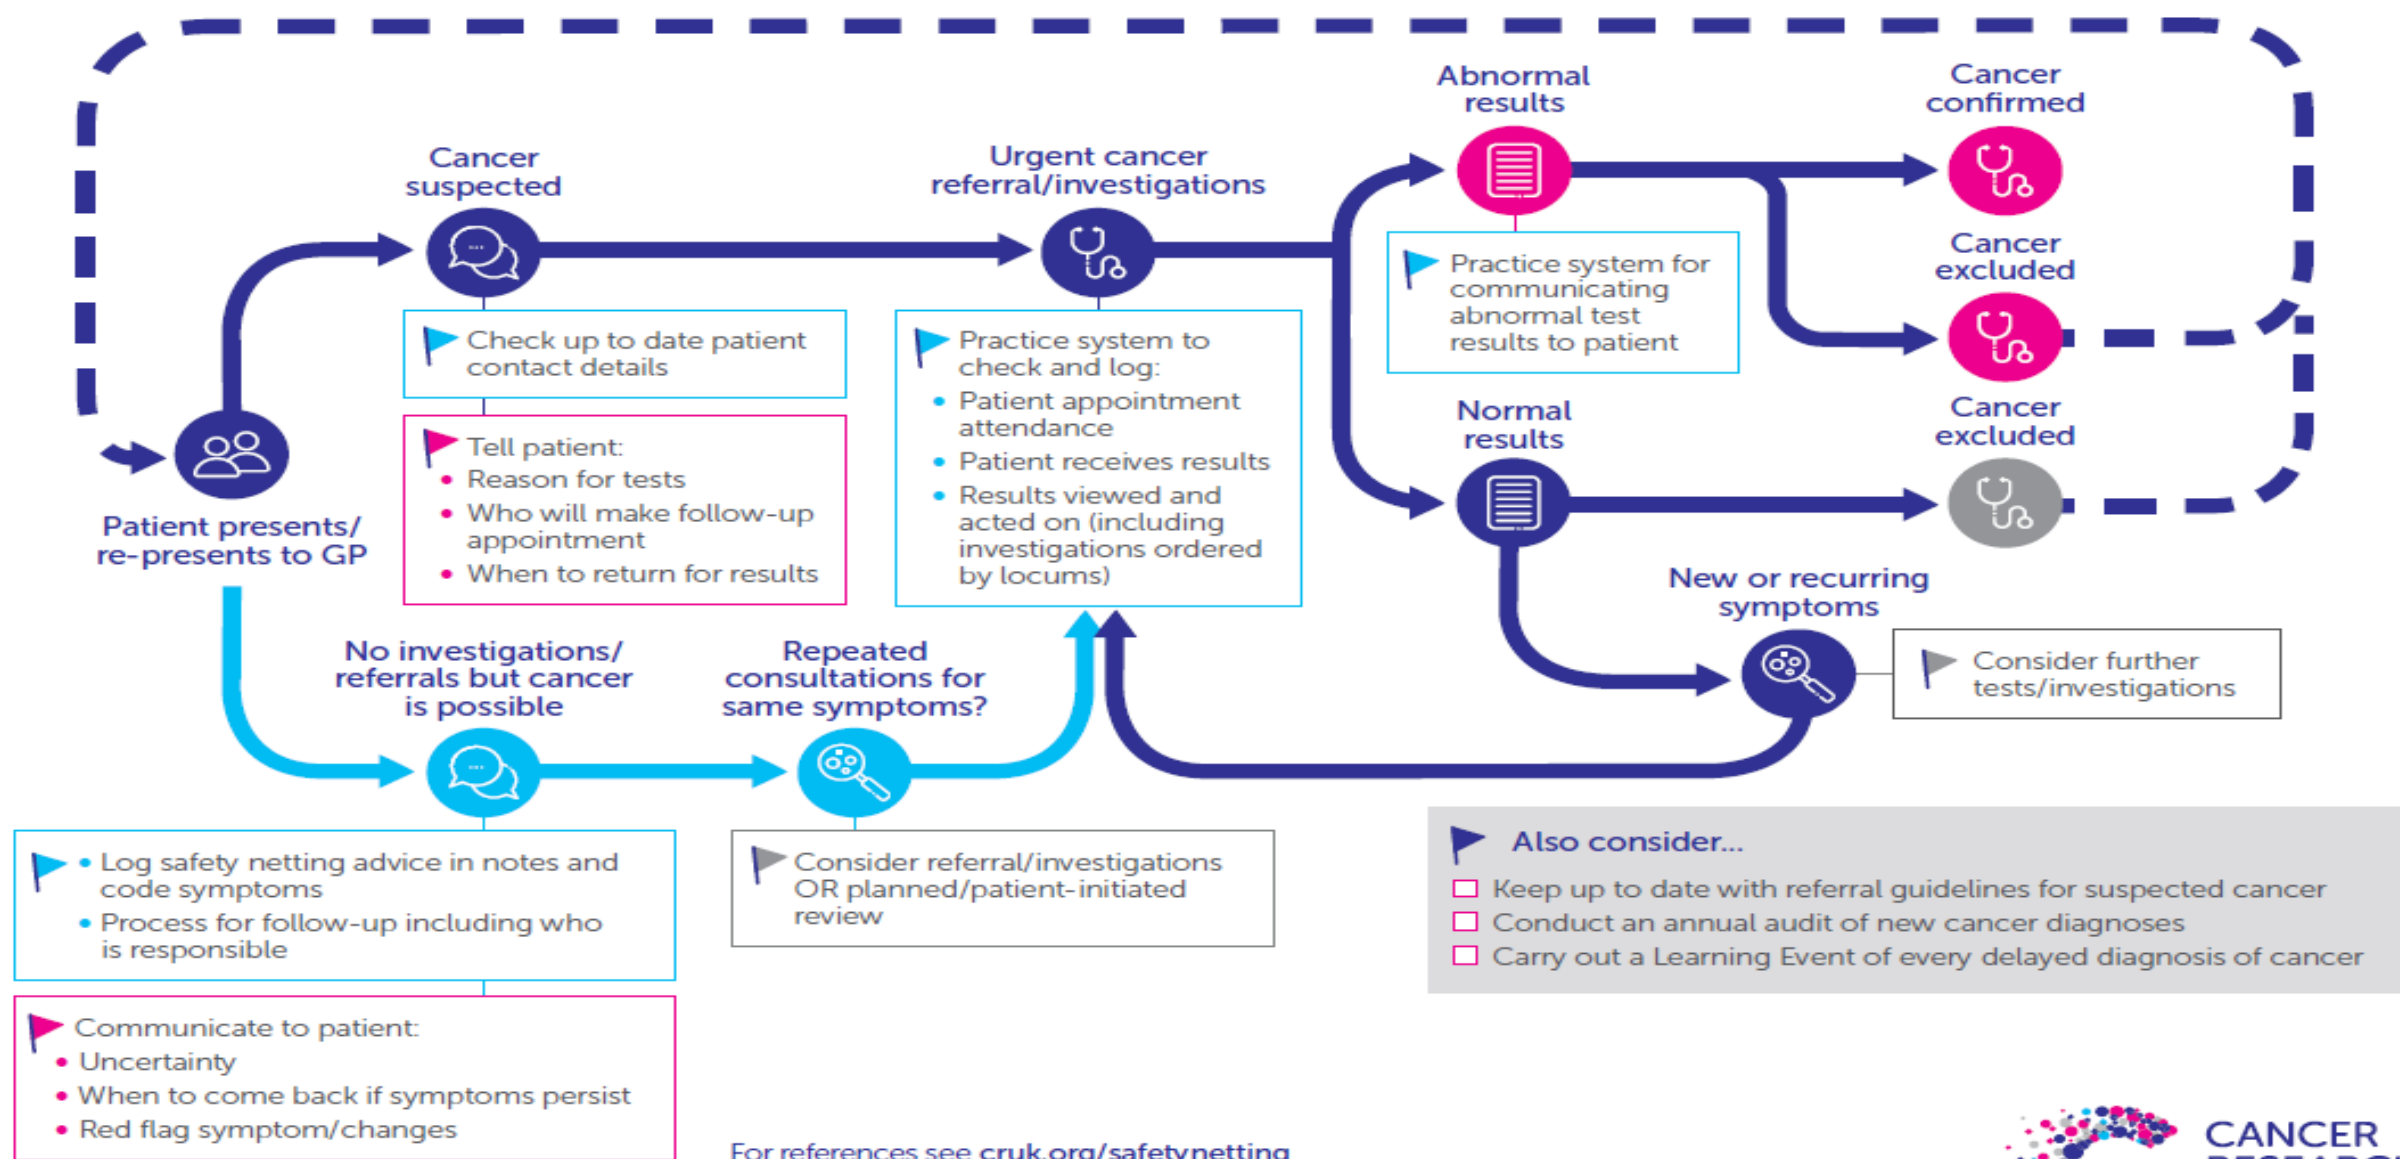 Abnormal
results
Cancer
confirmed
Cancer
suspected
Urgent cancer
referral/investigations
Cancer
excluded
Practice system for
communicating
abnormal test
results to patient
Check up to date patient
contact details
Practice system to
check and log:
• Patient appointment
attendance
• Patient receives results
• Results viewed and
acted on (including
investigations ordered
by locums)
Tell patient:
• Reason for tests
• Who will make follow-up
appointment
• When to return for results
Normal
results
Cancer
excluded
Patient presents/
re-presents to GP
New or recurring
symptoms
Consider further
tests/investigations
No investigations/
referrals but cancer
is possible
Repeated
consultations for
same symptoms?
• Log safety netting advice in notes and
code symptoms
• Process for follow-up including who
is responsible
Consider referral/investigations
OR planned/patient-initiated
review
Also consider...
Keep up to date with referral guidelines for suspected cancer
Conduct an annual audit of new cancer diagnoses
Carry out a Learning Event of every delayed diagnosis of cancer
Communicate to patient:
• Uncertainty
• When to come back if symptoms persist
• Red flag symptom/changes
For references see cruk.org/safetynetting
CANCER